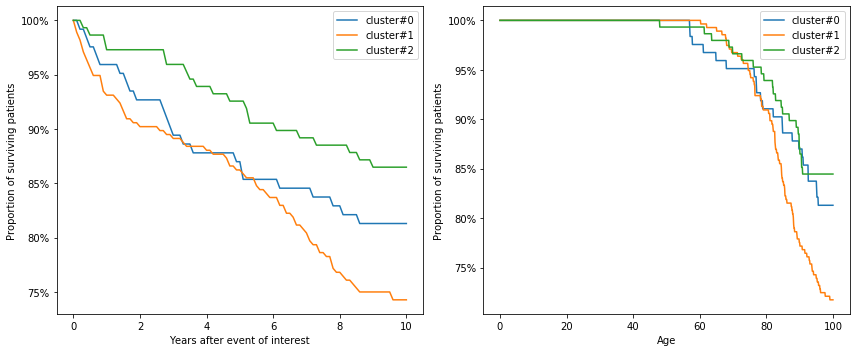 100%
95%
90%
85%
80%
75%
0
2
4
6
8
10
Years after event of interest
Proportion of surviving patients
cluster#0
cluster#1
cluster#2
100%
95%
90%
85%
80%
75%
0
20
40
60
80
100
Age
Proportion of surviving patients
cluster#0
cluster#1
cluster#2